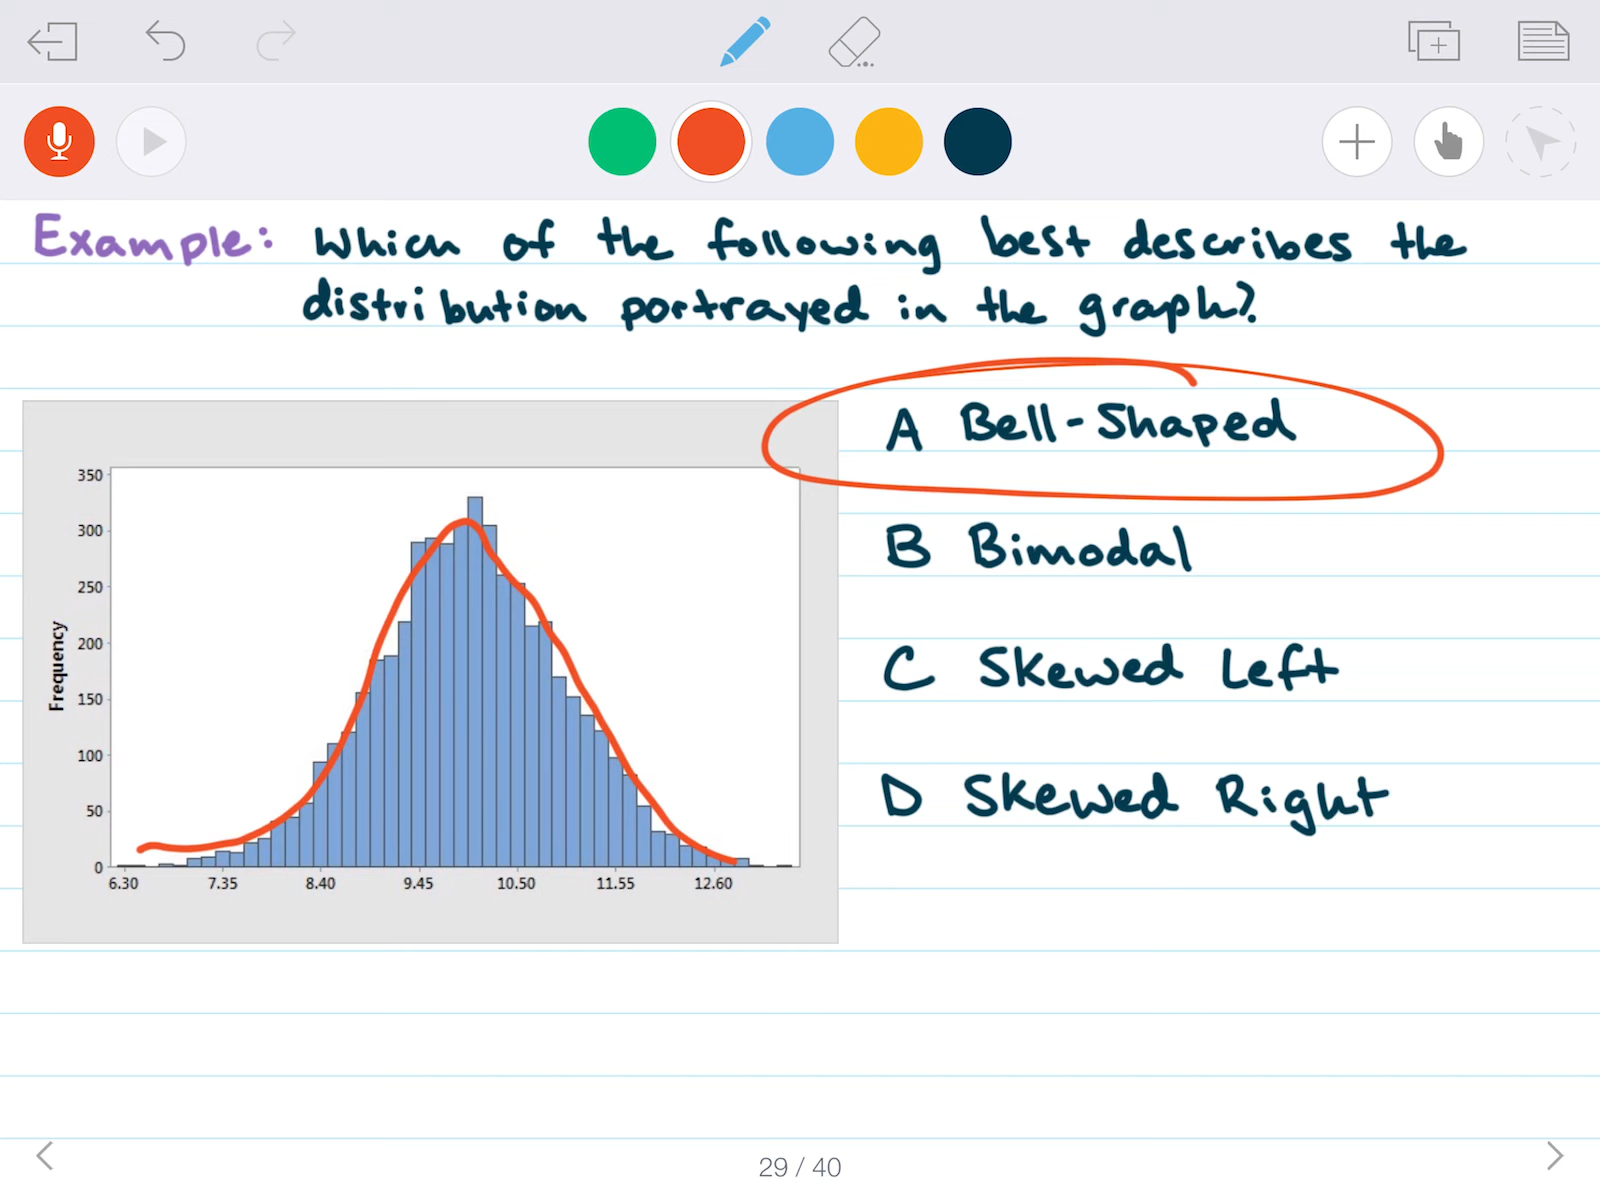 Example: Which of the following best describes the
distribution portrayed in the graph?
A Bell-Shaped
B Bimodal
C Skewed Left
D Skewed Right
Frequency
350
300
250
200
150
100
50
0
6.30 7.35 8.40 9.45 10.50 11.55 12.60
29 / 40